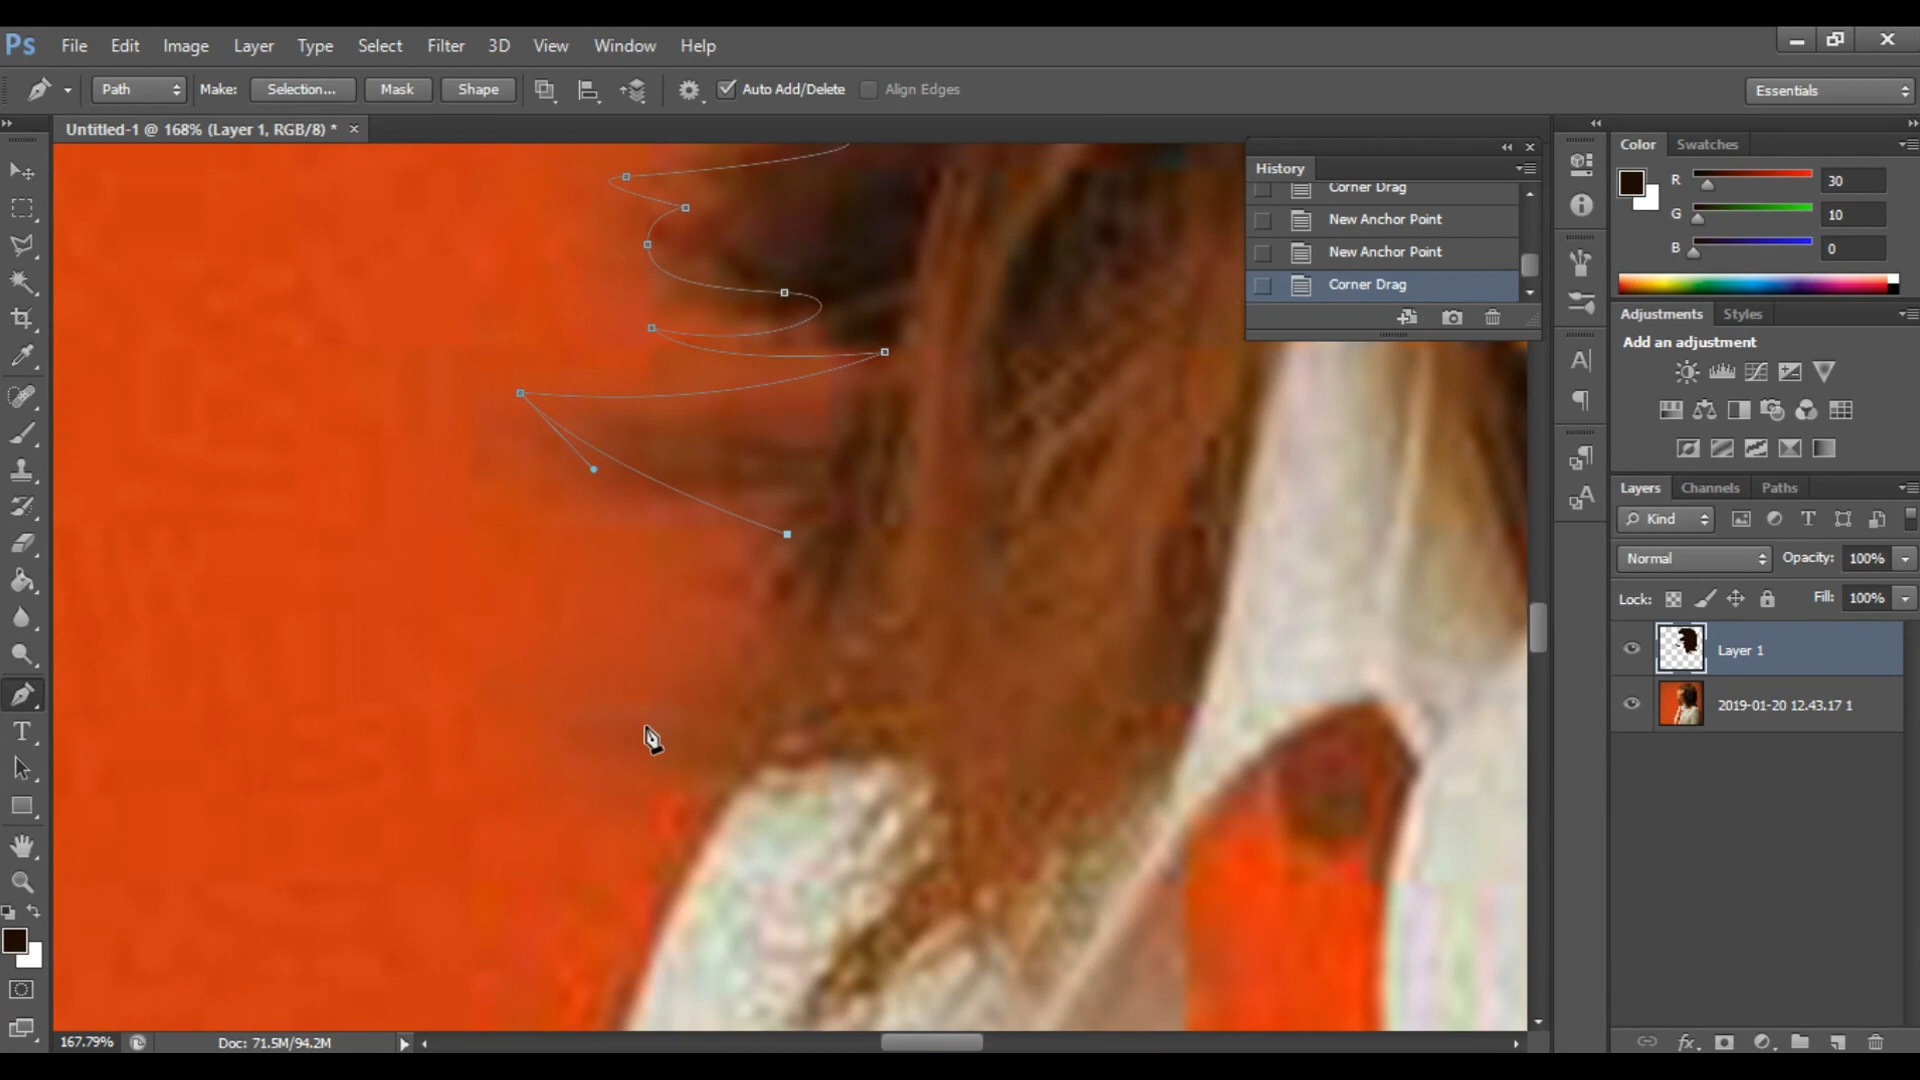 Ps File Edit Image Layer Type Select Filter 3D View Window Help
Path Make: Selection... Mask Shape Auto Add/Delete Align Edges Essentials
Untitled-1 @ 168% (Layer 1, RGB/8) * ×
History
Corner Drag
New Anchor Point
New Anchor Point
Corner Drag
Color Swatches
R 30
G 10
B 0
Adjustments Styles
Add an adjustment
Layers Channels Paths
Kind
Normal Opacity: 100%
Lock: Fill: 100%
Layer 1
2019-01-20 12.43.17 1
167.79% Doc: 71.5M/94.2M